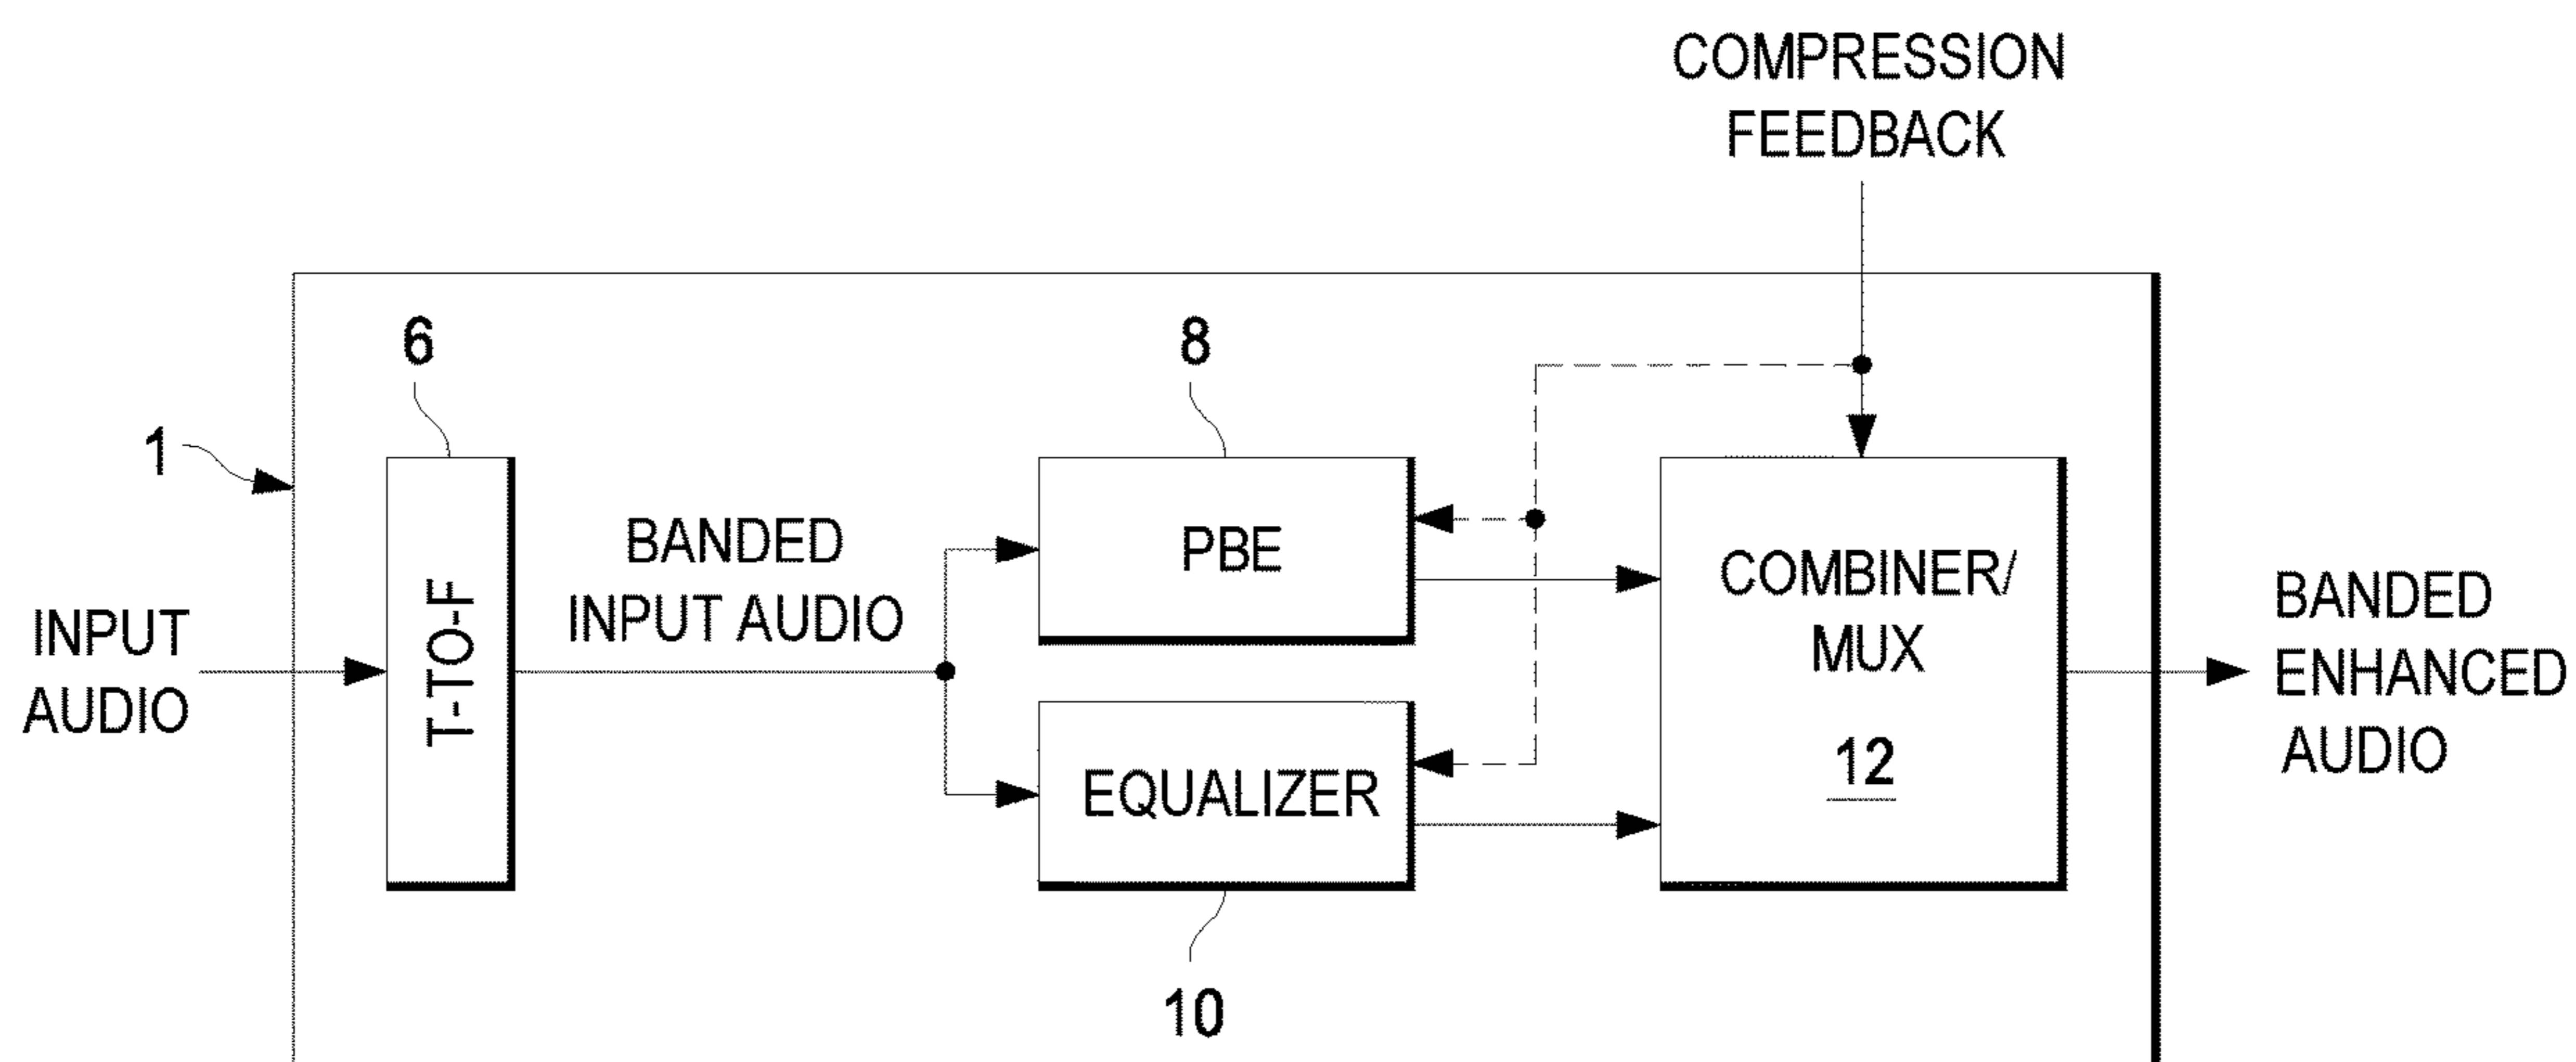 COMPRESSION
FEEDBACK
6
8
1
T-TO-F
BANDED
INPUT AUDIO
PBE
COMBINER/
MUX
12
INPUT
AUDIO
EQUALIZER
BANDED
ENHANCED
AUDIO
10